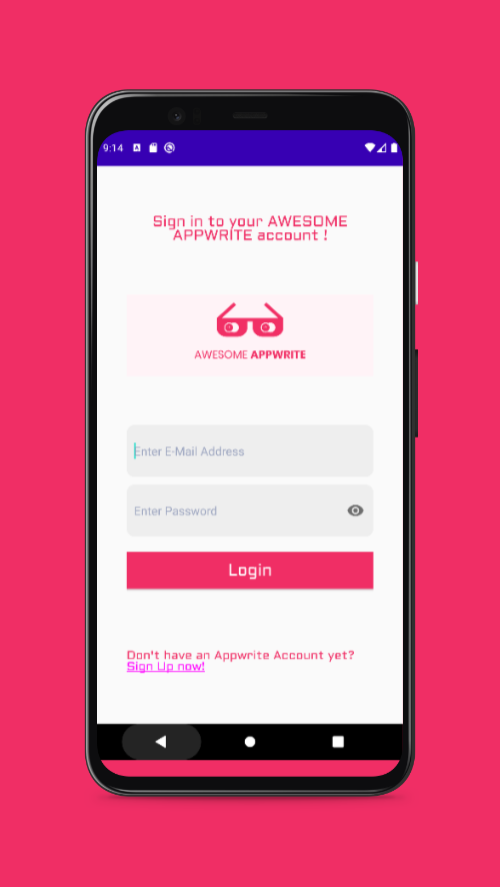 9:14
Sign in to your AWESOME
APPWRITE account !
AWESOME APPWRITE
Enter E-Mail Address
Enter Password
Login
Don't have an Appwrite Account yet?
Sign Up now!